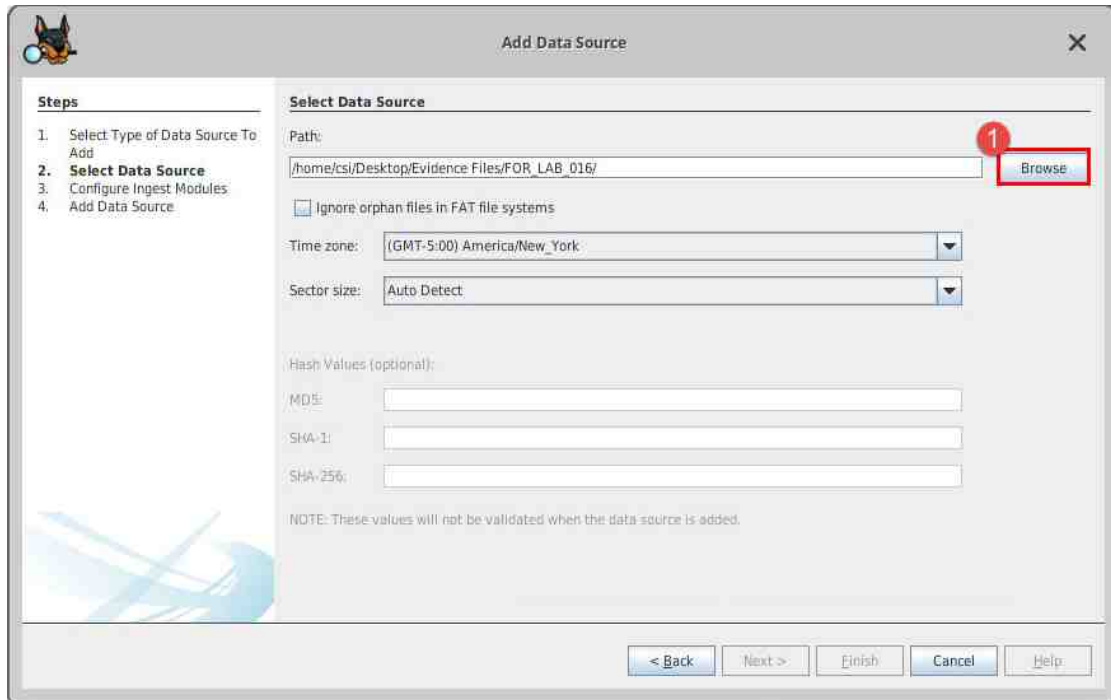 Add Data Source
Steps
1. Select Type of Data Source To
Add
2. Select Data Source
3. Configure Ingest Modules
4. Add Data Source
Select Data Source
Path:
1
/home/csi/Desktop/Evidence Files/FOR_LAB_016/
Browse
Ignore orphan files in FAT file systems
Time zone: (GMT-5:00) America/New_York
Sector size: Auto Detect
Hash Values (optional):
MD5:
SHA-1:
SHA-256:
NOTE: These values will not be validated when the data source is added.
< Back Next > Finish Cancel Help